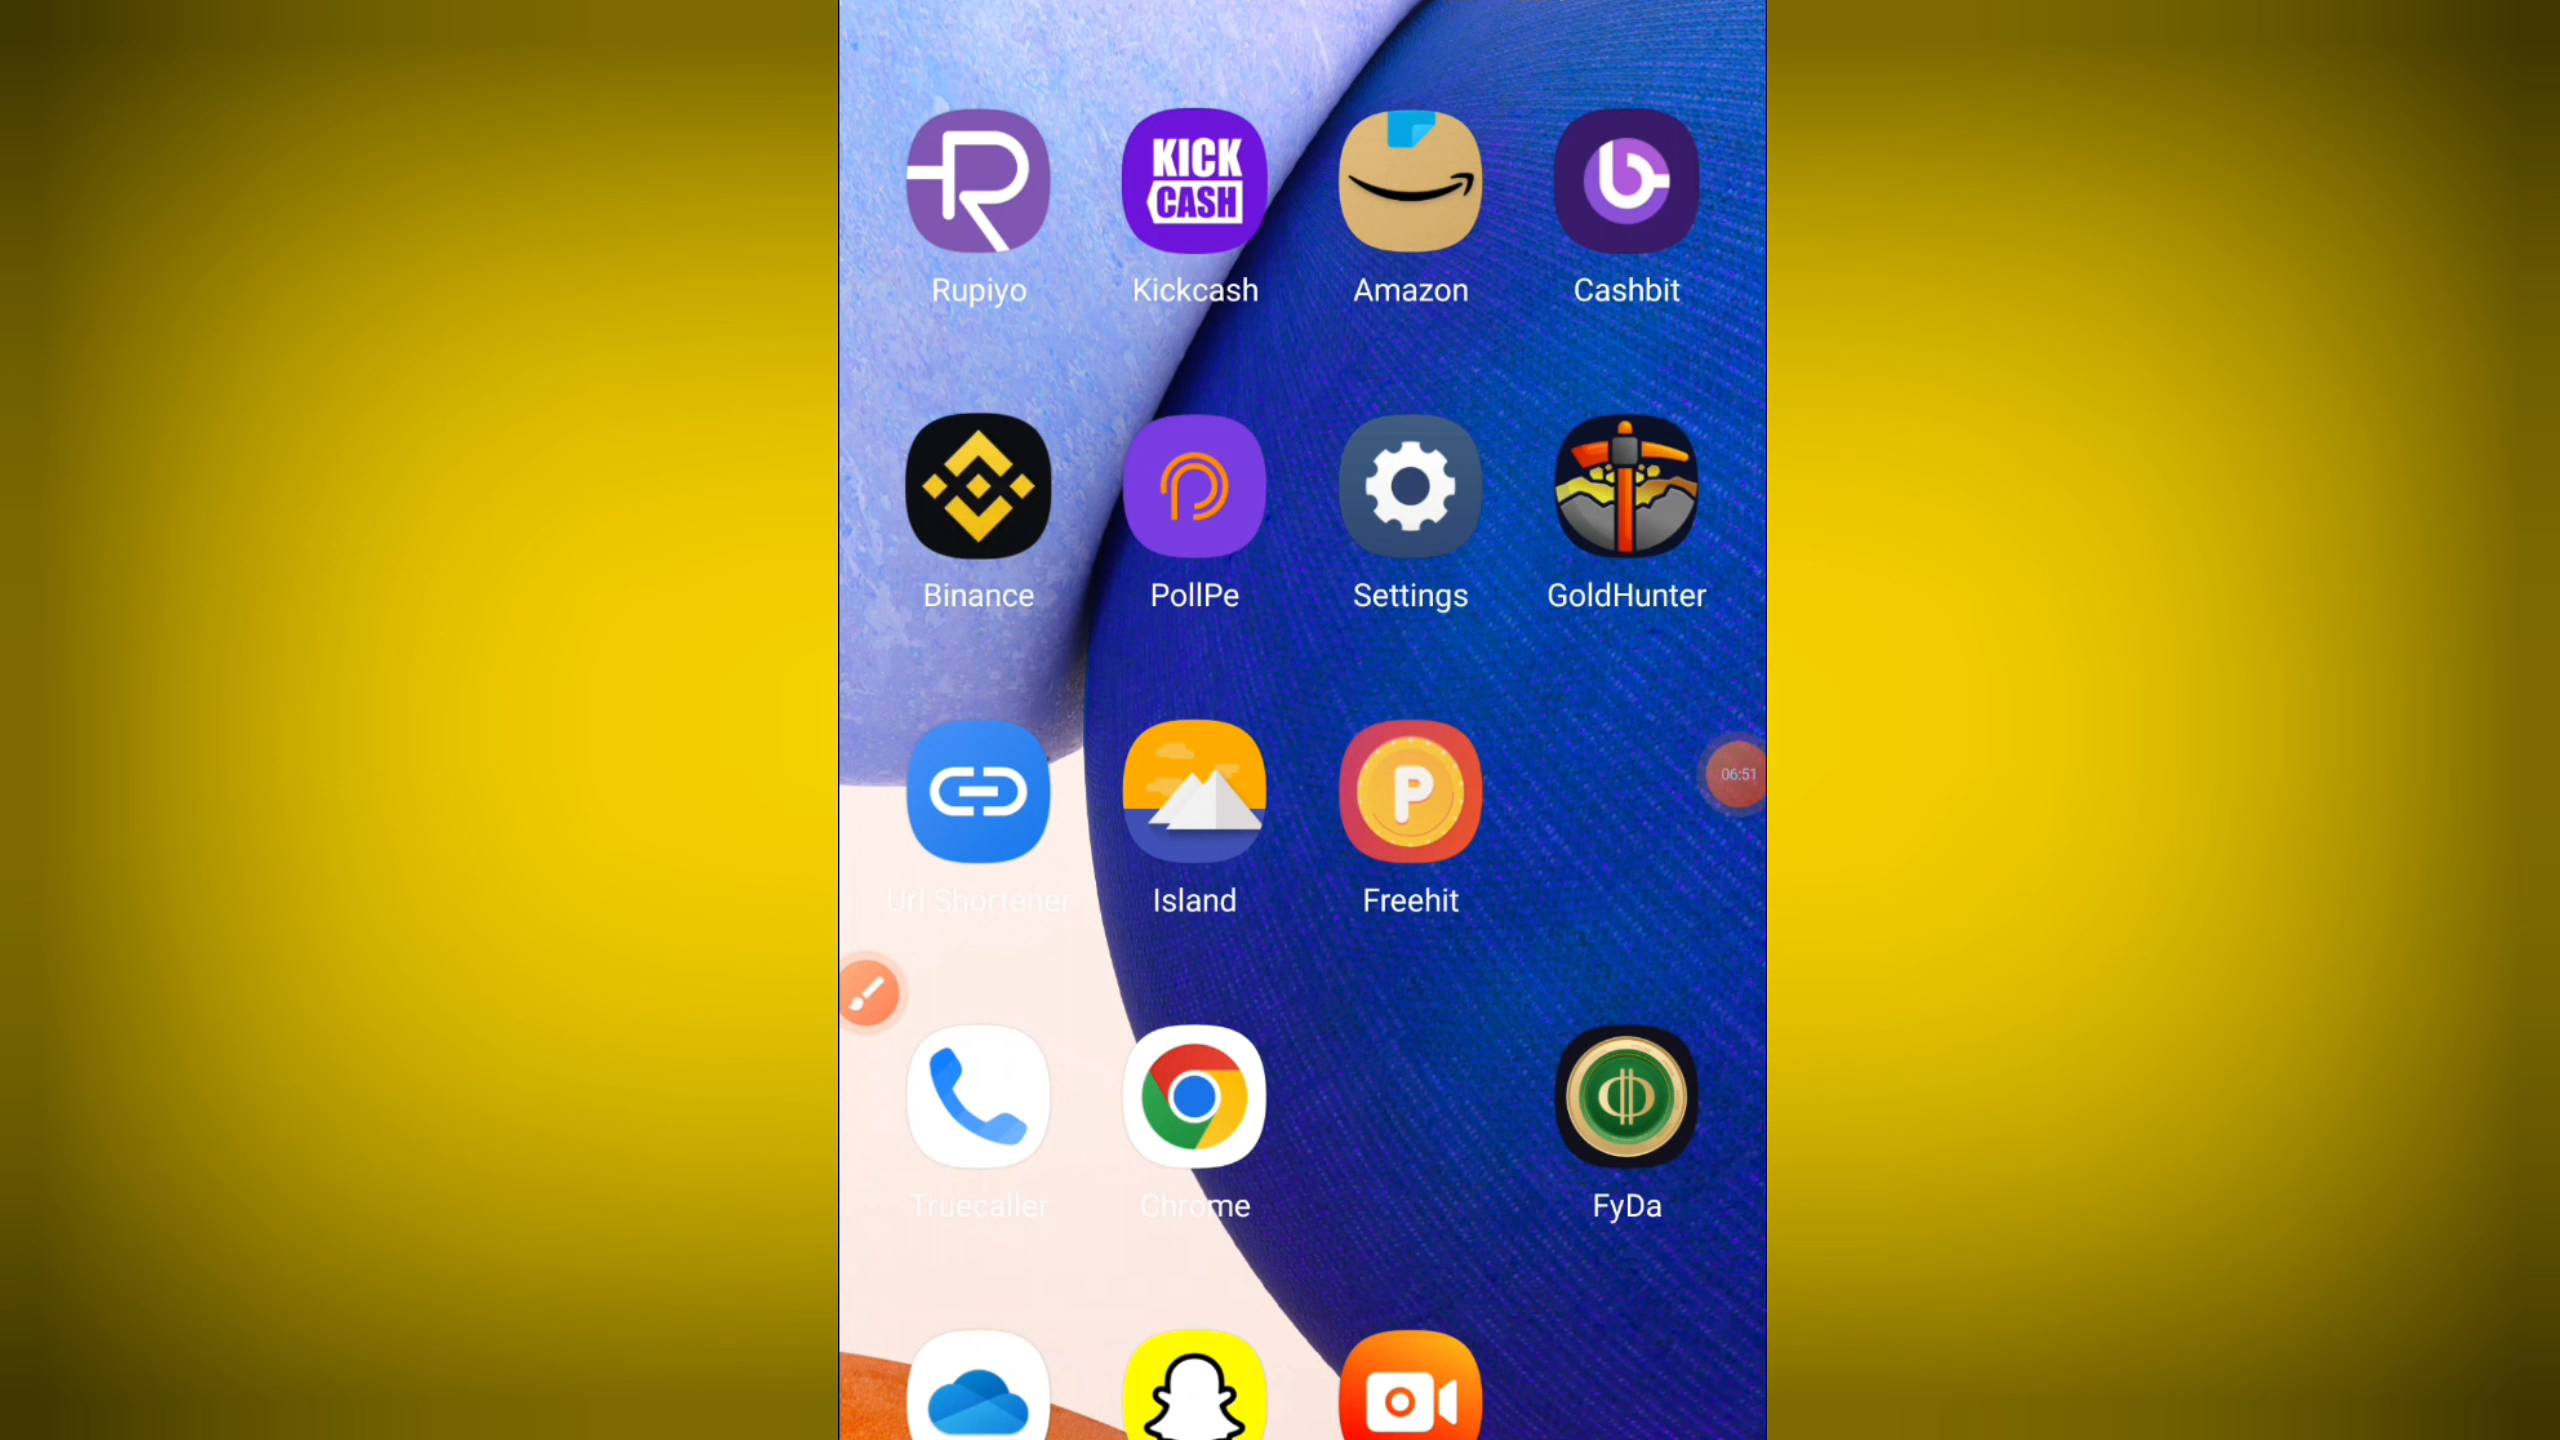 KICK
CASH
Rupiyo
Kickcash
Amazon
Cashbit
Binance
PollPe
Settings
GoldHunter
P
06:51
Url Shortener
Island
Freehit
Truecaller
Chrome
FyDa